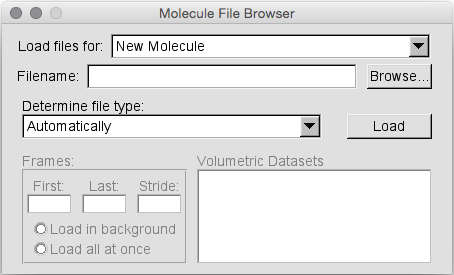 Molecule File Browser
Load files for: New Molecule
Filename: Browse...
Determine file type:
Automatically Load
Frames: Volumetric Datasets
First: Last: Stride:
Load in background
Load all at once